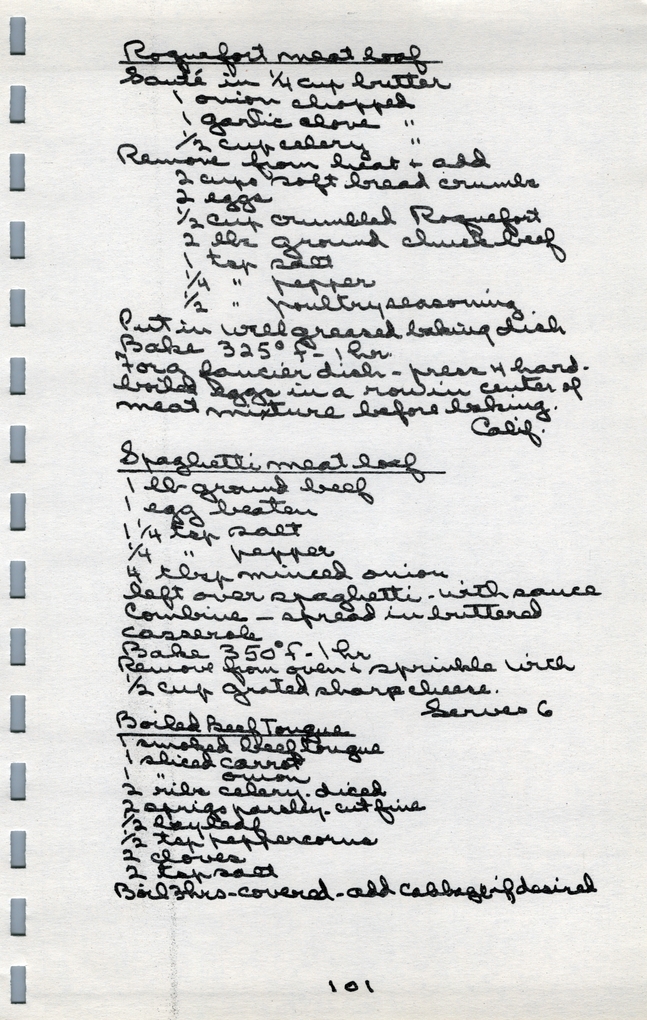 Roquefort meat loaf
Sauté in 1/4 cup butter
1 onion chopped
1 garlic clove "
1/2 cup celery "
Remove from heat + add
2 cups soft bread crumbs
2 eggs
1/2 cup crumbled Roquefort
2 lbs ground chuck beef
1 tsp salt
1/4 " pepper
1/2 " poultry seasoning
Put in well greased baking dish
Bake 325° f - 1 hr.
For a fancier dish - press 4 hard-
boiled eggs in a row in center of
meat mixture before baking.
Calif.
Spaghetti meat loaf
1 lb ground beef
1 egg beaten
1 1/4 tsp salt
1/4 " pepper
4 tbsp minced onion
left over spaghetti - with sauce
Combine - spread in buttered
casserole
Bake 350° f - 1 hr
Remove from oven + sprinkle with
1/2 cup grated sharp cheese.
Serves 6
Boiled Beef Tongue
1 smoked beef tongue
1 sliced carrot
1 " onion
2 ribs celery - diced
2 sprigs parsley - cut fine
1/2 bayleaf
1/2 tsp peppercorns
2 cloves
2 tsp salt
Boil 3 hrs - covered - add cabbage if desired
101